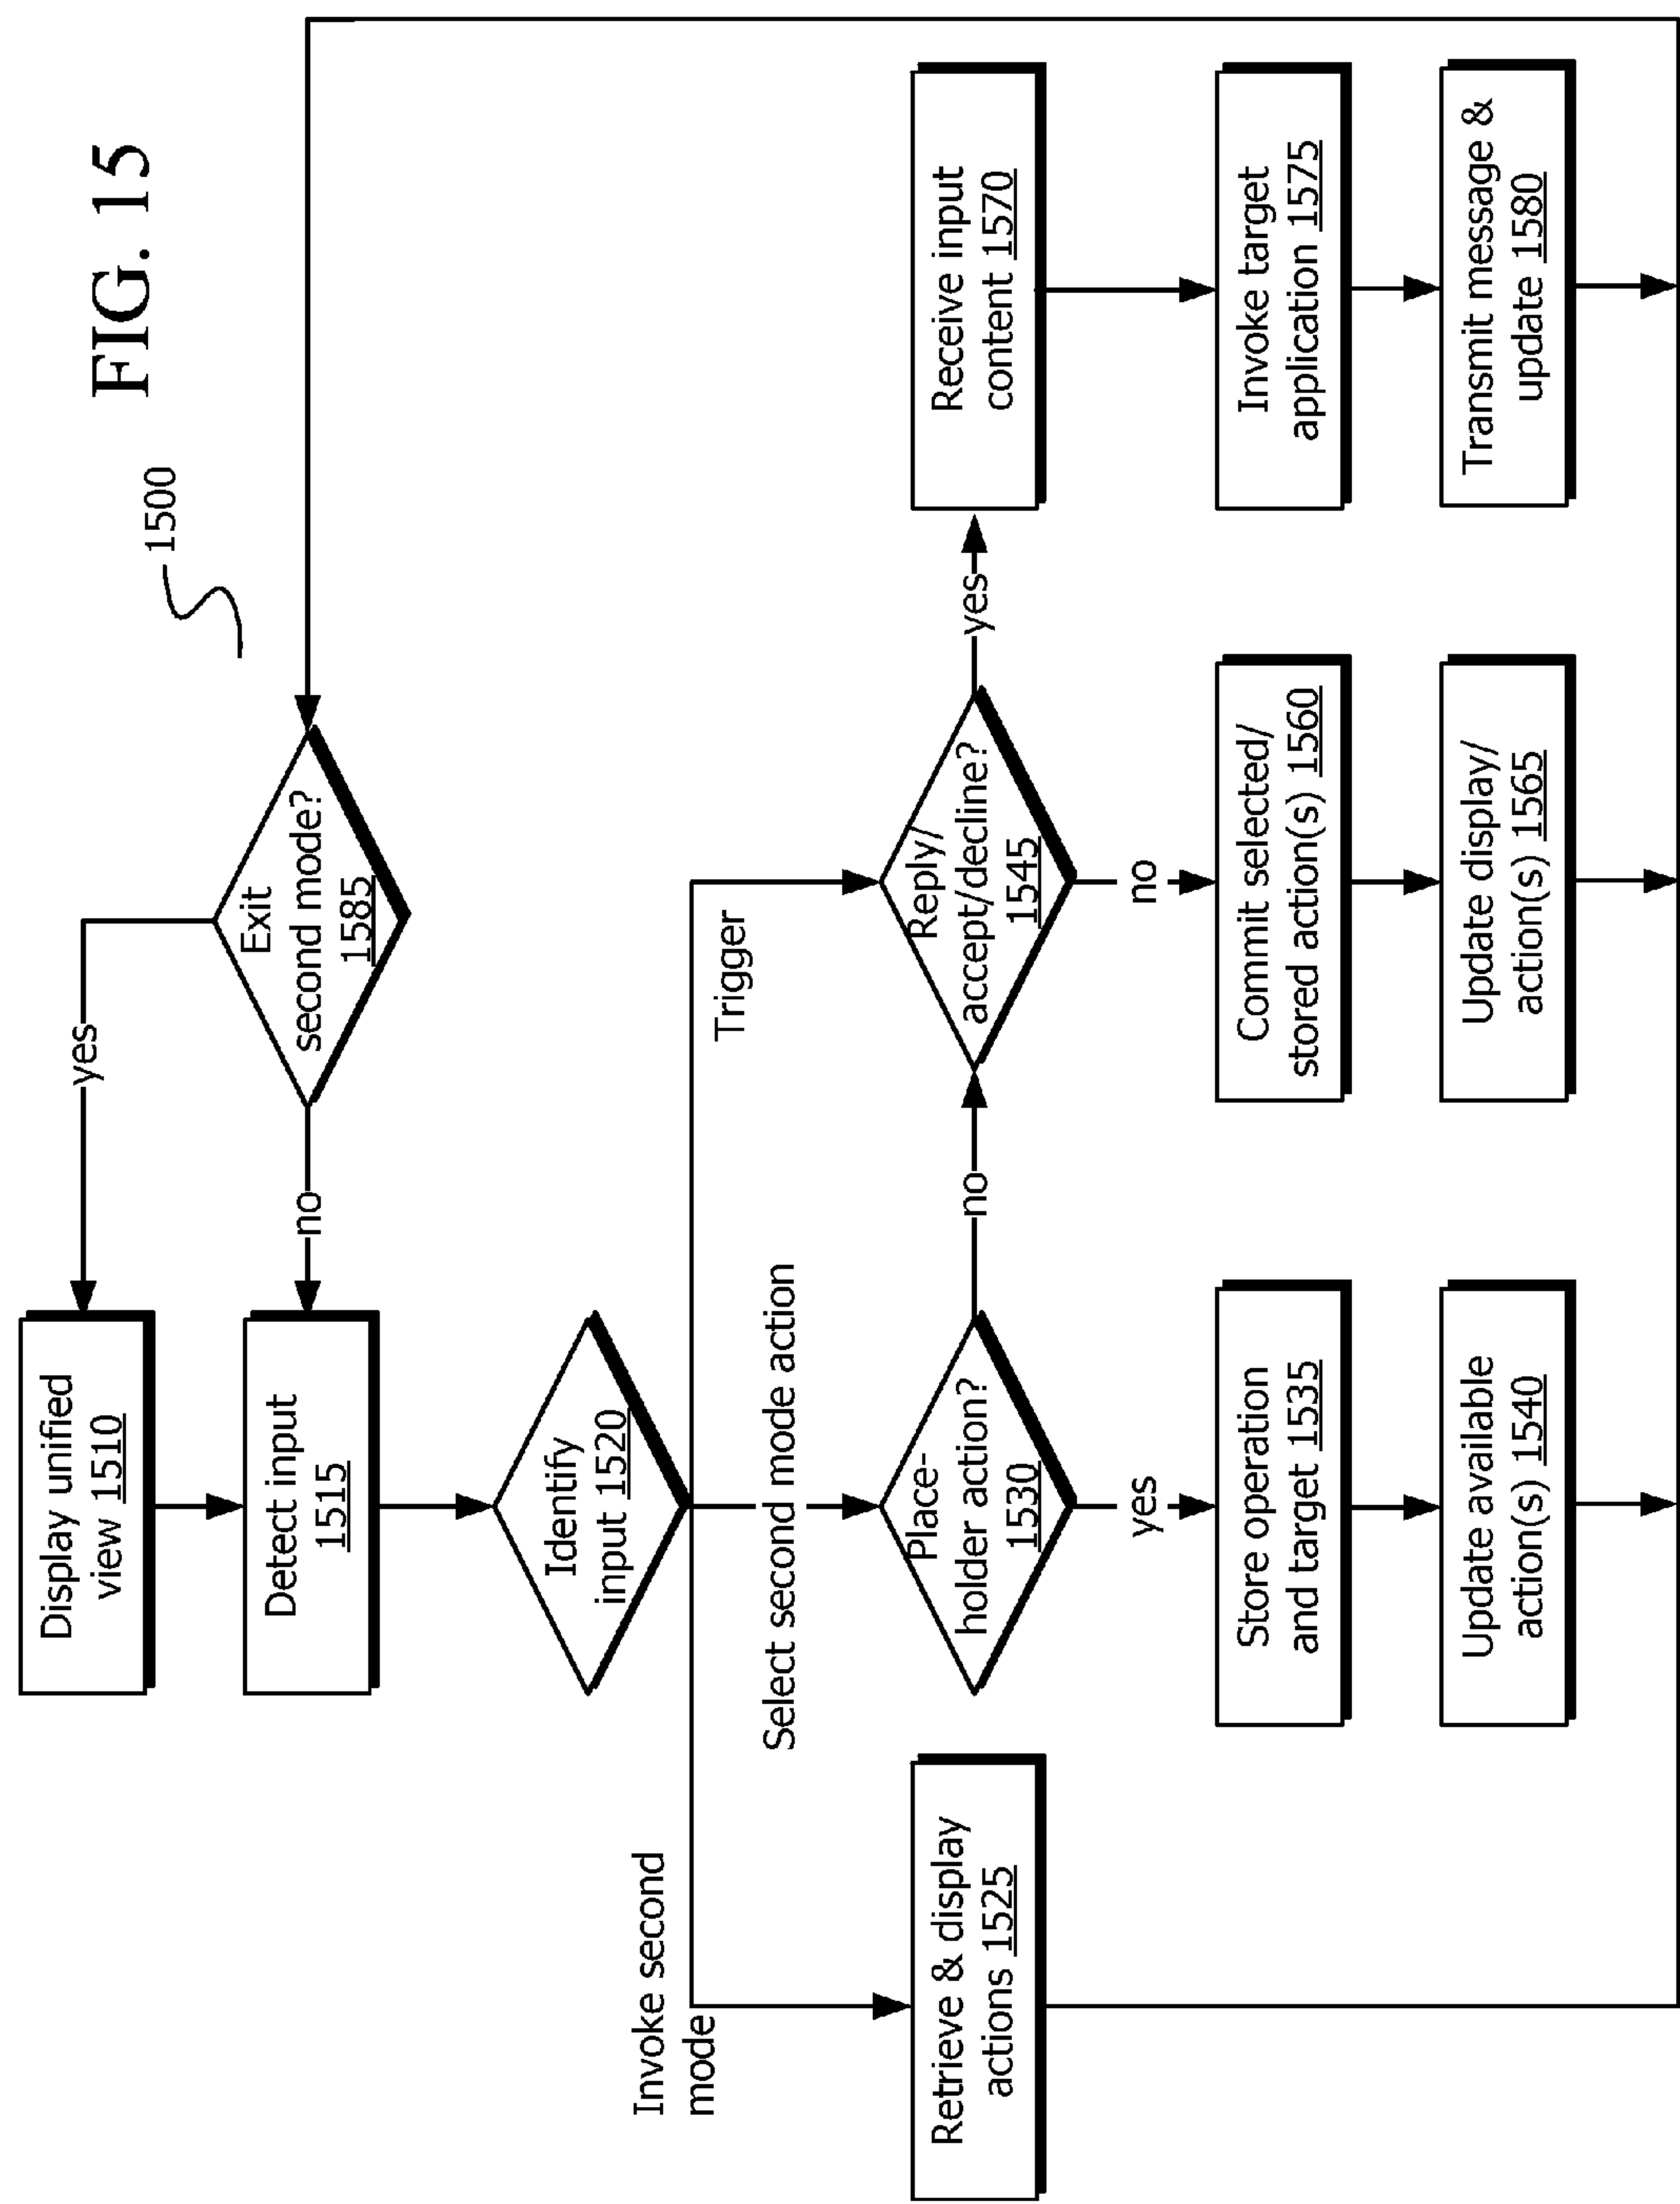 FIG. 15
1500
Display unified
view 1510
yes
Exit
second mode?
1585
no
Detect input
1515
Identify
input 1520
Invoke second
mode
Select second mode action
Trigger
Retrieve & display
actions 1525
Place-
holder action?
1530
no
Reply/
accept/decline?
1545
yes
Receive input
content 1570
yes
no
Store operation
and target 1535
Commit selected/
stored action(s) 1560
Invoke target
application 1575
Update available
action(s) 1540
Update display/
action(s) 1565
Transmit message &
update 1580